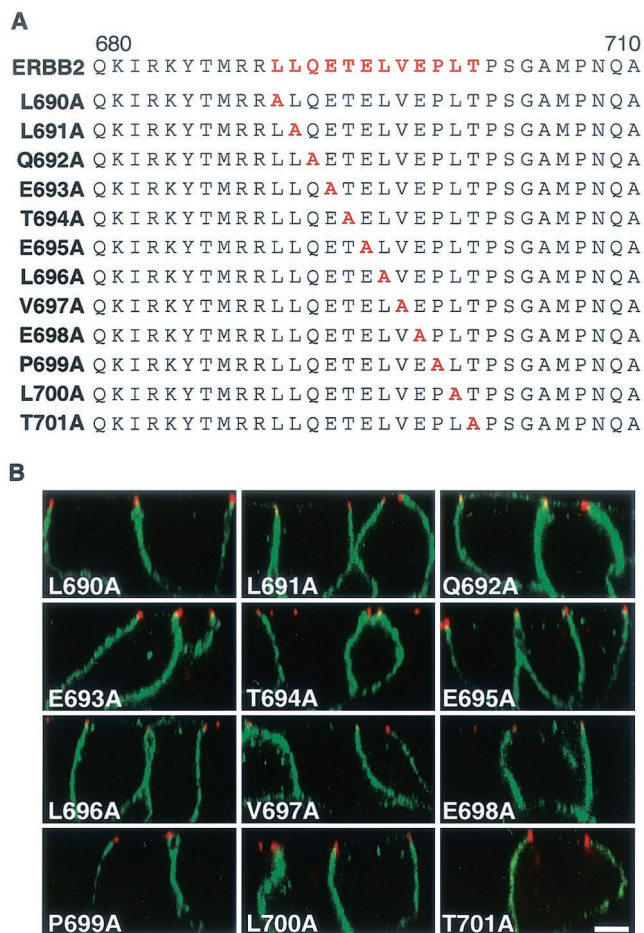 A
680 710
ERBB2 QKIRKYTMRRLLQETELVEPLTPSGAMPNQA
L690A QKIRKYTMRRALQETELVEPLTPSGAMPNQA
L691A QKIRKYTMRRLAQETELVEPLTPSGAMPNQA
Q692A QKIRKYTMRRLLAETELVEPLTPSGAMPNQA
E693A QKIRKYTMRRLLQATELVEPLTPSGAMPNQA
T694A QKIRKYTMRRLLQEAELVEPLTPSGAMPNQA
E695A QKIRKYTMRRLLQETALVEPLTPSGAMPNQA
L696A QKIRKYTMRRLLQETEAVEPLTPSGAMPNQA
V697A QKIRKYTMRRLLQETELAEPLTPSGAMPNQA
E698A QKIRKYTMRRLLQETELVAPLTPSGAMPNQA
P699A QKIRKYTMRRLLQETELVEALTPSGAMPNQA
L700A QKIRKYTMRRLLQETELVEPATPSGAMPNQA
T701A QKIRKYTMRRLLQETELVEPLAPSGAMPNQA
B
L690A L691A Q692A
E693A T694A E695A
L696A V697A E698A
P699A L700A T701A